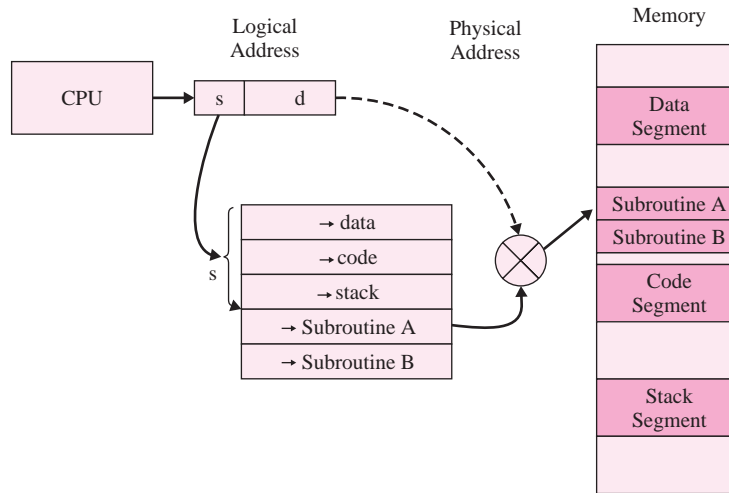 Logical
Address
Physical
Address
Memory
CPU
s d
Data
Segment
→ data
→ code
s
→ stack
→ Subroutine A
→ Subroutine B
Subroutine A
Subroutine B
Code
Segment
Stack
Segment